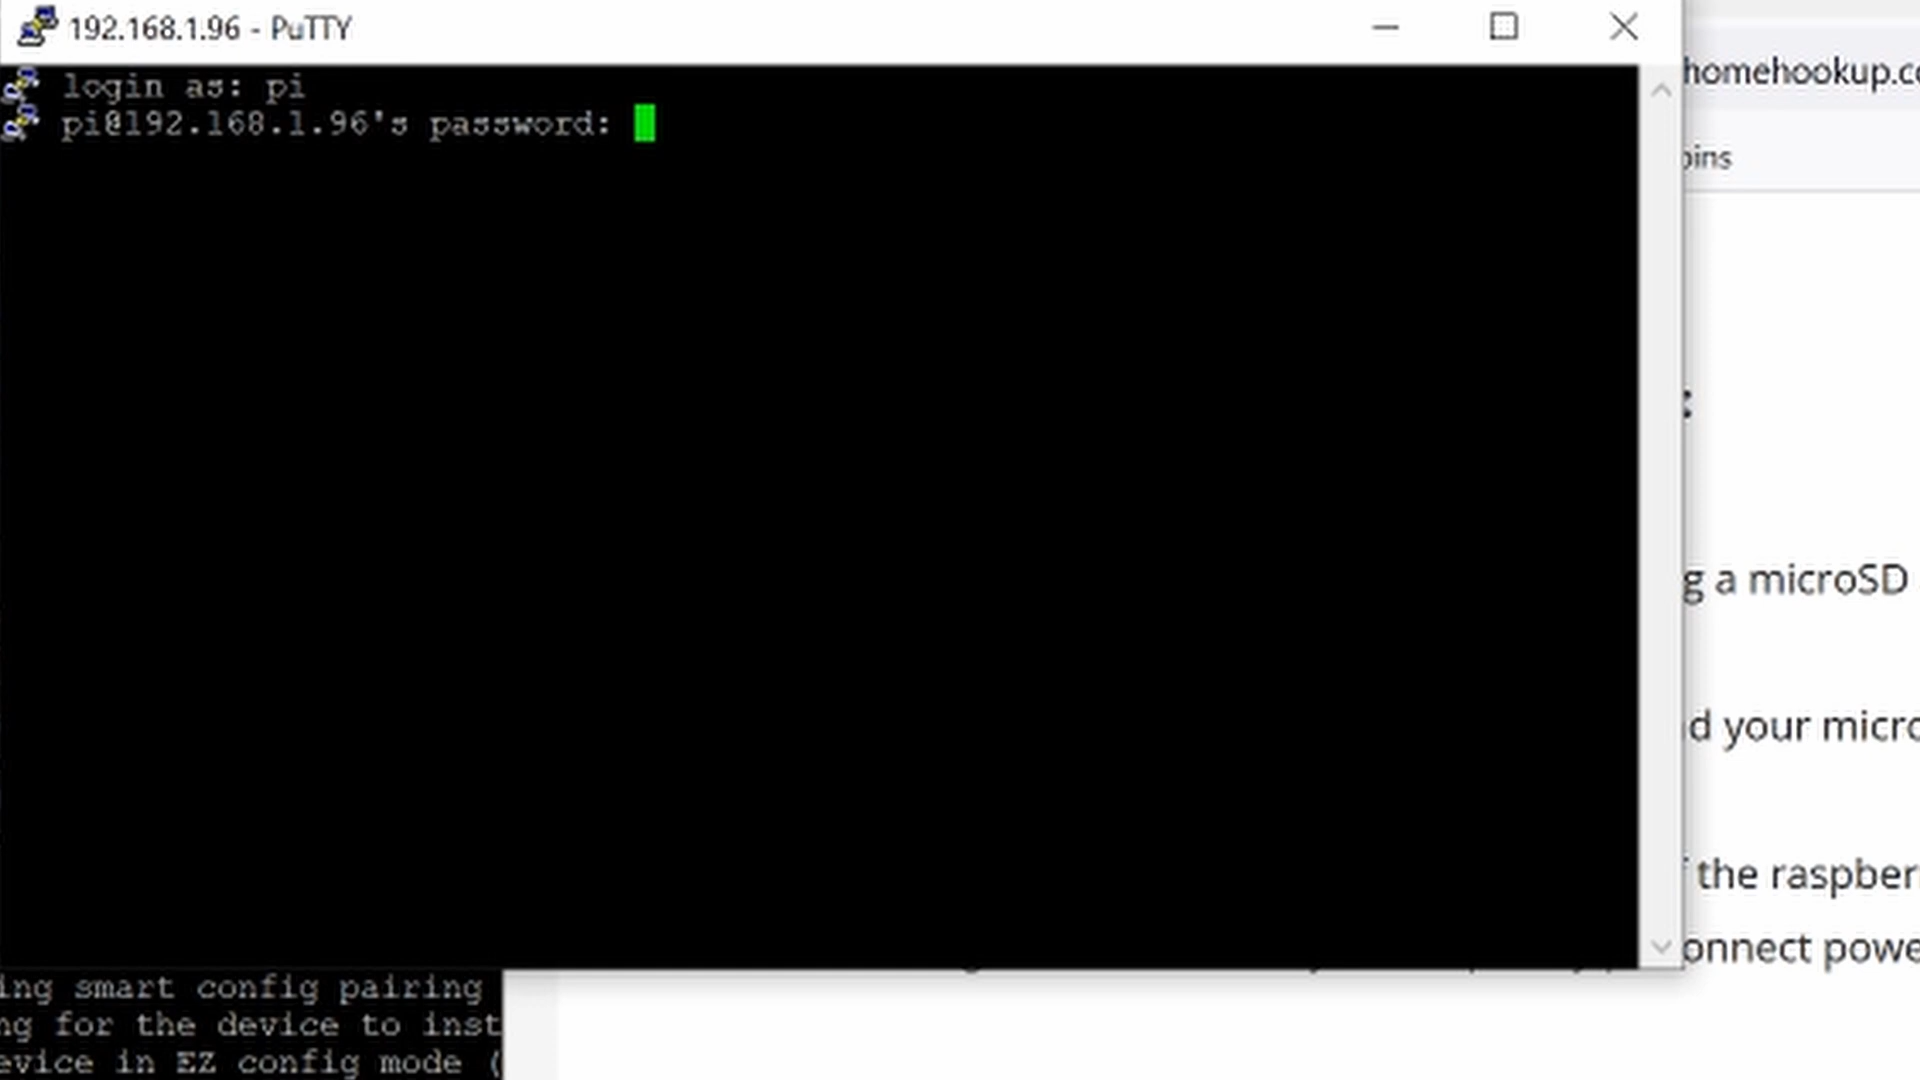 192.168.1.96 - PuTTY
login as: pi
pi@192.168.1.96's password:
homehookup.c
:
g a microSD
d your micro
the raspber
onnect powe
ing smart config pairing
ng for the device to inst
evice in EZ config mode (